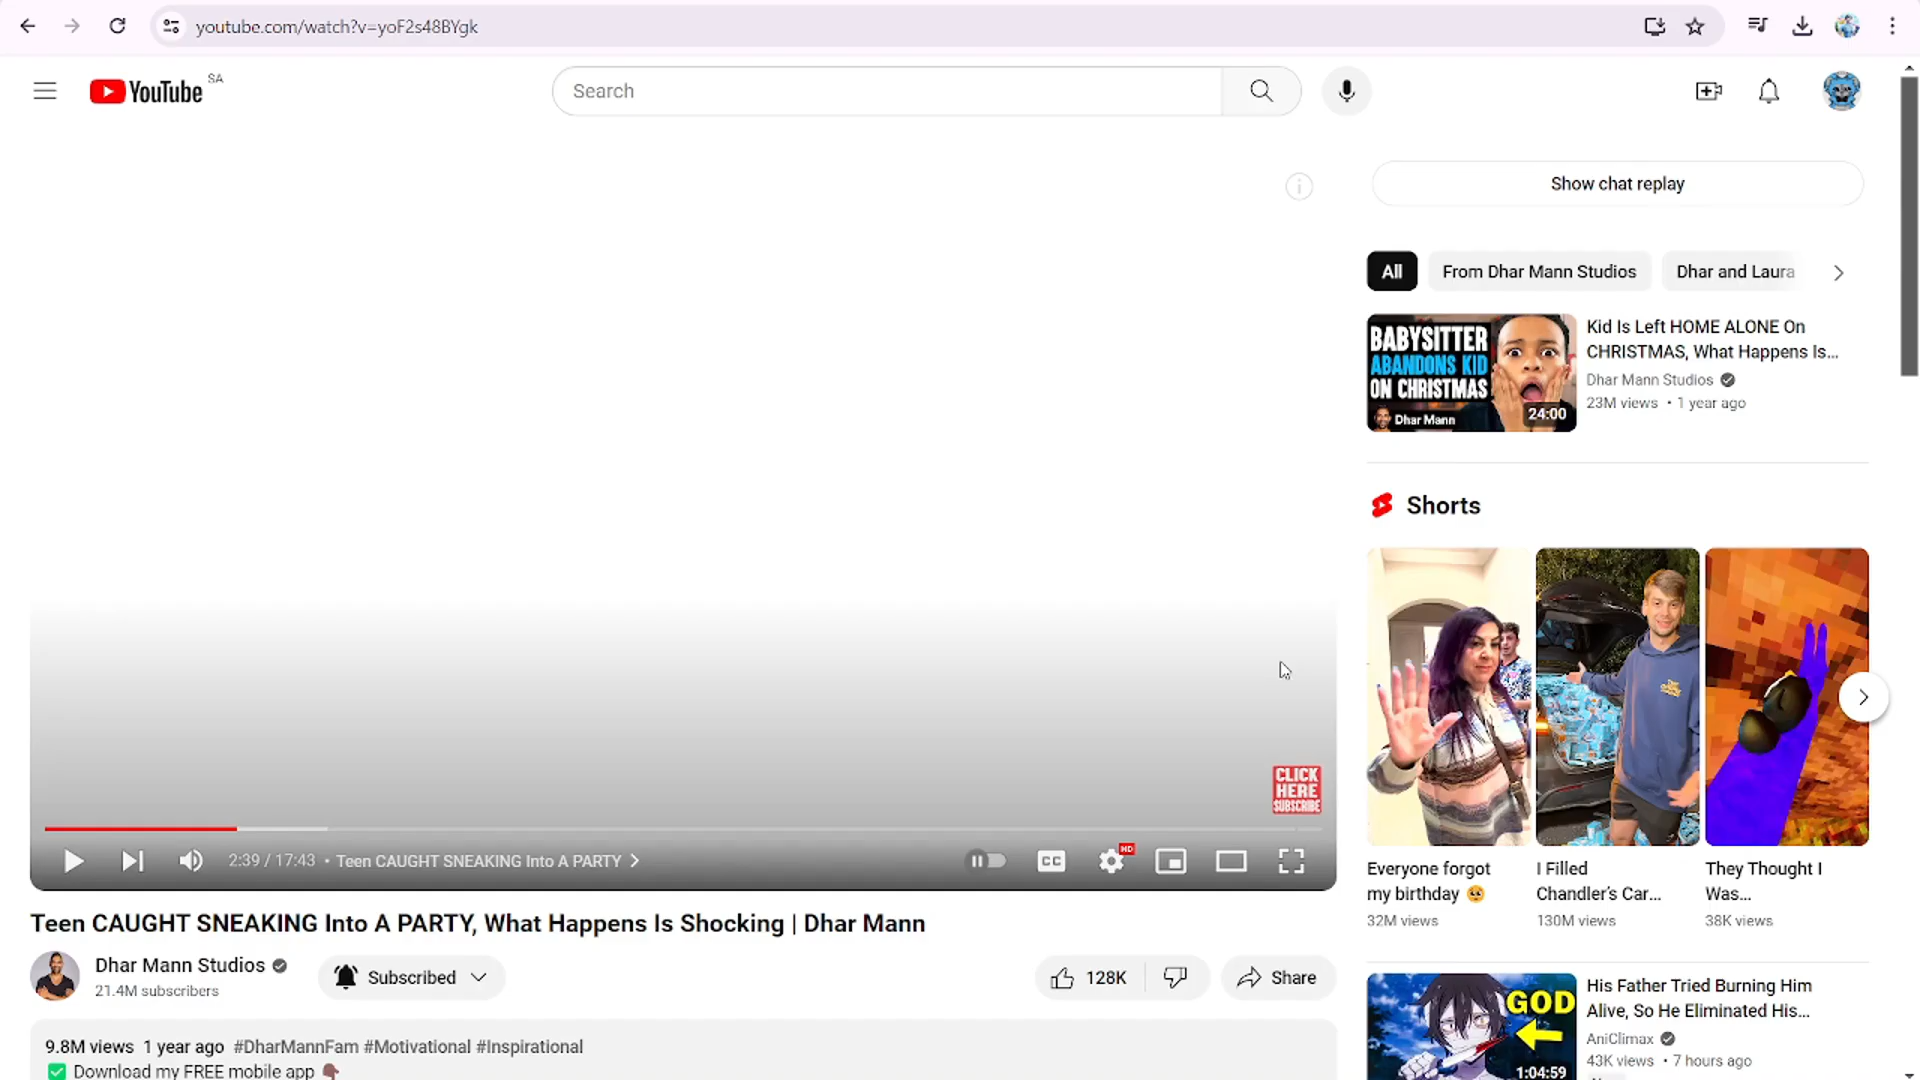 youtube.com/watch?v=yoF2s48BYgk
YouTube SA
Search
Show chat replay
All
From Dhar Mann Studios
Dhar and Laura
BABYSITTER
ABANDONS KID
ON CHRISTMAS
Dhar Mann
24:00
Kid Is Left HOME ALONE On
CHRISTMAS, What Happens Is...
Dhar Mann Studios
23M views • 1 year ago
Shorts
Everyone forgot
my birthday 🥺
32M views
I Filled
Chandler's Car...
130M views
They Thought I
Was...
38K views
CLICK
HERE
SUBSCRIBE
2:39 / 17:43 • Teen CAUGHT SNEAKING Into A PARTY
CC
HD
Teen CAUGHT SNEAKING Into A PARTY, What Happens Is Shocking | Dhar Mann
Dhar Mann Studios
21.4M subscribers
Subscribed
128K
Share
9.8M views 1 year ago #DharMannFam #Motivational #Inspirational
✅ Download my FREE mobile app 👇🏾
GOD
1:04:59
His Father Tried Burning Him
Alive, So He Eliminated His...
AniClimax
43K views • 7 hours ago